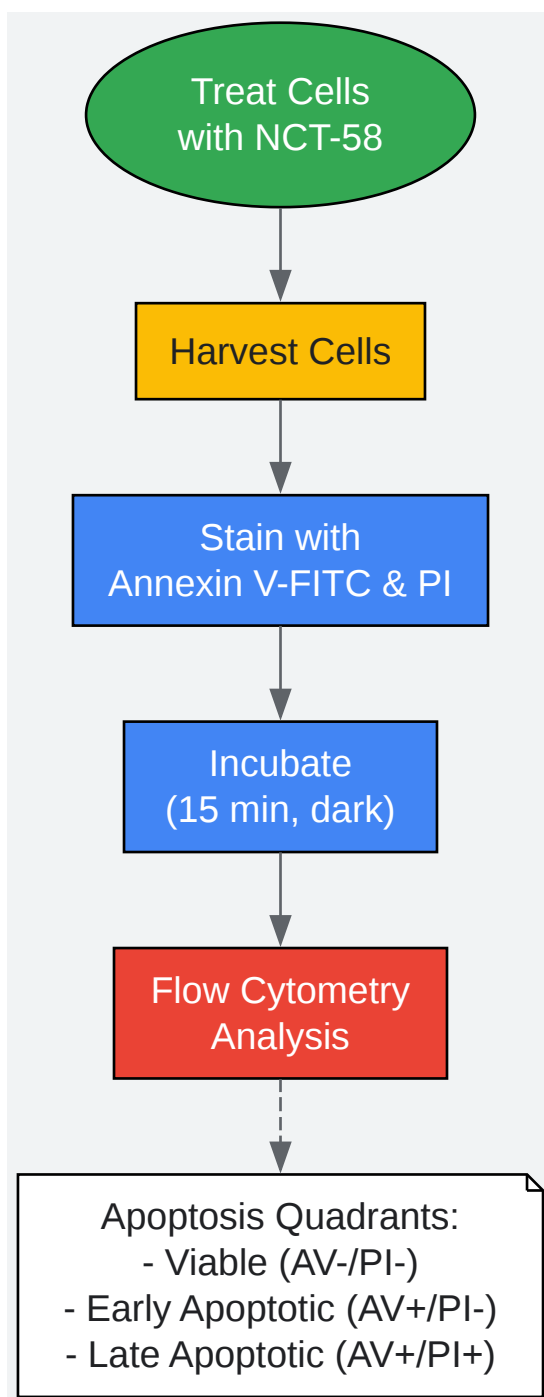 Treat Cells
with NCT-58
Harvest Cells
Stain with
Annexin V-FITC & PI
Incubate
(15 min, dark)
Flow Cytometry
Analysis
Apoptosis Quadrants:
- Viable (AV-/PI-)
- Early Apoptotic (AV+/PI-)
- Late Apoptotic (AV+/PI+)